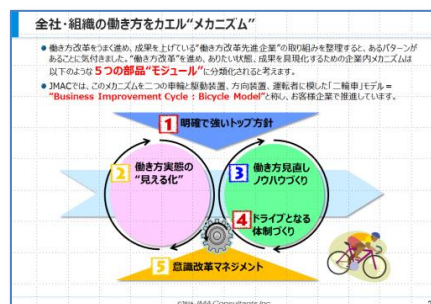 全社・組織の働き方をカエル“メカニズム”
● 働き方改革をうまく進め、成果を上げている“働き方改革先進企業”の取り組みを整理すると、あるパターンが
あることに気付きました。“働き方改革”を進め、ありたい状態、成果を具現化するための企業内メカニズムは
以下のような５つの部品“モジュール”に分類化されると考えます。
● JMACでは、このメカニズムを二つの車輪と駆動装置、方向装置、運転者に模した「二輪車」モデル＝
“Business Improvement Cycle : Bicycle Model”と称し、お客様企業で推進しています。
1 明確で強いトップ方針
2 働き方実態の
“見える化”
3 働き方見直し
ノウハウづくり
4 ドライブとなる
体制づくり
5 意識改革マネジメント
JMA Consultants Inc.